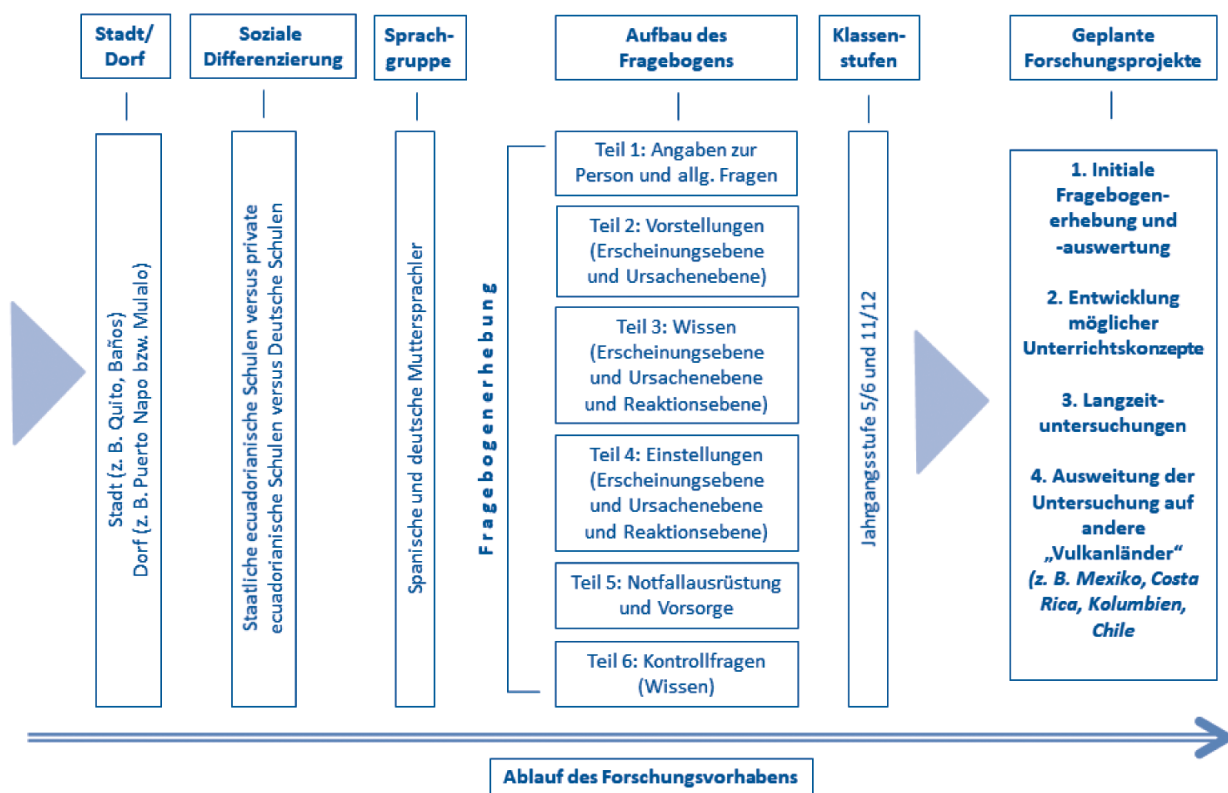 Stadt/
Dorf
Soziale
Differenzierung
Sprach-
gruppe
Aufbau des
Fragebogens
Klassen-
stufen
Geplante
Forschungsprojekte
Stadt (z. B. Quito, Baños)
Dorf (z. B. Puerto Napo bzw. Mulalo)
Staatliche ecuadorianische Schulen versus private
ecuadorianische Schulen versus Deutsche Schulen
Spanische und deutsche Muttersprachler
Fragebogenerhebung
Teil 1: Angaben zur
Person und allg. Fragen
Teil 2: Vorstellungen
(Erscheinungsebene
und Ursachenebene)
Teil 3: Wissen
(Erscheinungsebene
und Ursachenebene
und Reaktionsebene)
Teil 4: Einstellungen
(Erscheinungsebene
und Ursachenebene
und Reaktionsebene)
Teil 5: Notfallausrüstung
und Vorsorge
Teil 6: Kontrollfragen
(Wissen)
Jahrgangsstufe 5/6 und 11/12
1. Initiale
Fragebogen-
erhebung und
-auswertung
2. Entwicklung
möglicher
Unterrichtskonzepte
3. Langzeit-
untersuchungen
4. Ausweitung der
Untersuchung auf
andere
„Vulkanländer“
(z. B. Mexiko, Costa
Rica, Kolumbien,
Chile
Ablauf des Forschungsvorhabens